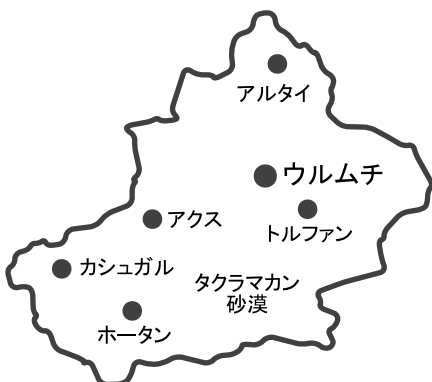 アルタイ
ウルムチ
アクス
トルファン
カシュガル
タクラマカン
砂漠
ホータン